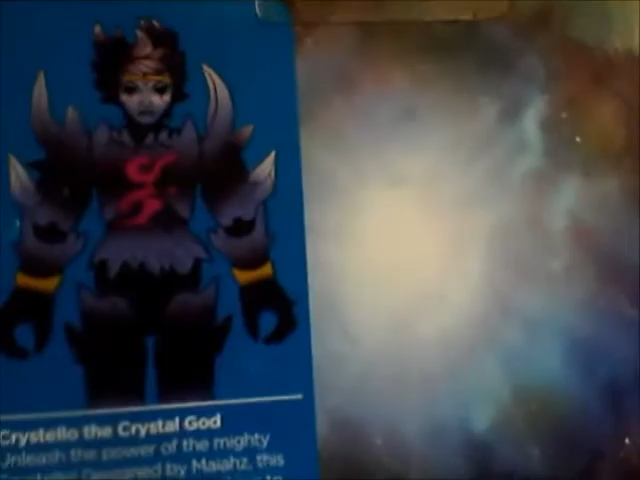 Crystello the Crystal God
Unleash the power of the mighty
designed by Maiahz, this